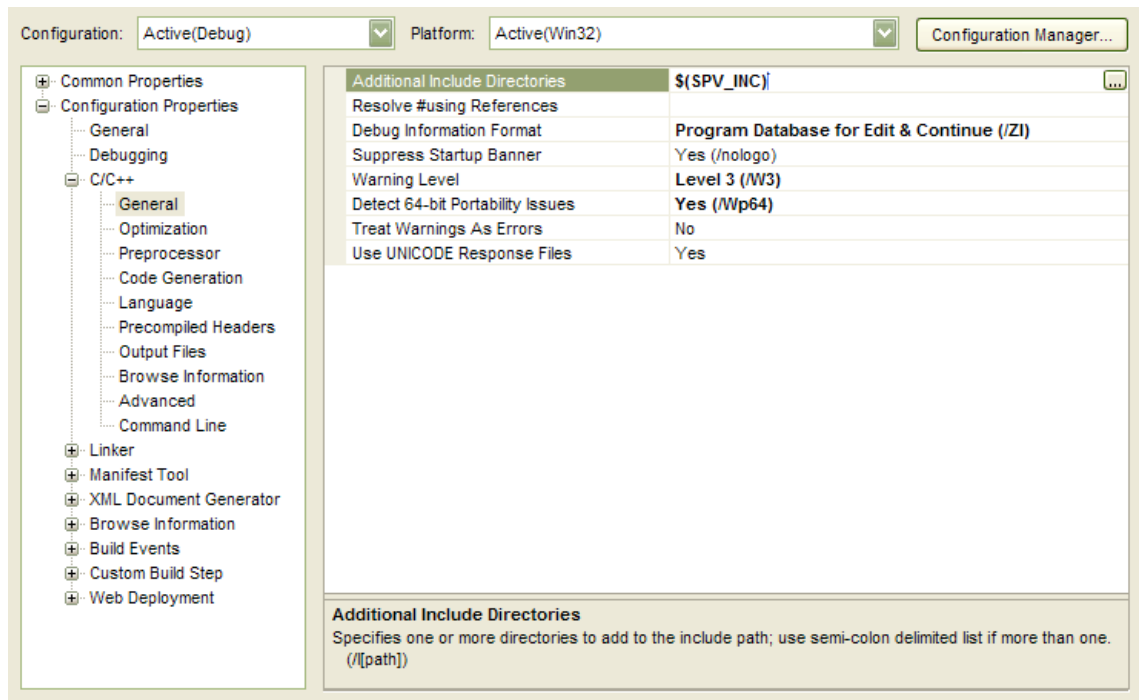 Configuration: Active(Debug) Platform: Active(Win32) Configuration Manager...
Common Properties
Configuration Properties
General
Debugging
C/C++
General
Optimization
Preprocessor
Code Generation
Language
Precompiled Headers
Output Files
Browse Information
Advanced
Command Line
Linker
Manifest Tool
XML Document Generator
Browse Information
Build Events
Custom Build Step
Web Deployment
Additional Include Directories $(SPV_INC) ...
Resolve #using References
Debug Information Format Program Database for Edit & Continue (/ZI)
Suppress Startup Banner Yes (/nologo)
Warning Level Level 3 (/W3)
Detect 64-bit Portability Issues Yes (/Wp64)
Treat Warnings As Errors No
Use UNICODE Response Files Yes
Additional Include Directories
Specifies one or more directories to add to the include path; use semi-colon delimited list if more than one.
(/I[path])